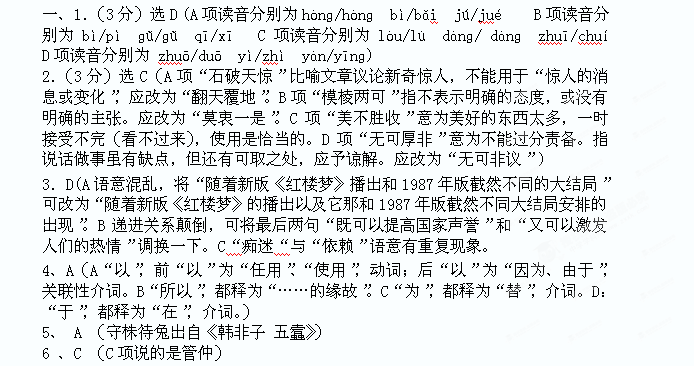 一、1.（3分）选D(A项读音分别为hòng/hóng bì/bǎi jú/jué B项读音分
别为 bì/pì gǔ/gǔ qī/xī C 项读音分别为 lòu/lù dàng/ dàng zhuī/chuí
D项读音分别为 zhuō/duō yì/zhì yán/yīng)
2.（3分）选 C（A 项“石破天惊”比喻文章议论新奇惊人，不能用于“惊人的消
息或变化”，应改为“翻天覆地”。B项“模棱两可”指不表示明确的态度，或没有
明确的主张。应改为“莫衷一是”。C 项“美不胜收”意为美好的东西太多，一时
接受不完（看不过来），使用是恰当的。D 项“无可厚非”意为不能过分责备。指
说话做事虽有缺点，但还有可取之处，应予谅解。应改为“无可非议”）
3．D(A语意混乱，将“随着新版《红楼梦》播出和1987年版截然不同的大结局”
可改为“随着新版《红楼梦》的播出以及它那和1987年版截然不同大结局安排的
出现”。B 递进关系颠倒，可将最后两句“既可以提高国家声誉”和“又可以激发
人们的热情”调换一下。C“痴迷“与“依赖”语意有重复现象。
4、A（A“以”，前“以”为“任用”，“使用”，动词；后“以”为“因为、由于”，
关联性介词。B“所以”，都释为“……的缘故”。C“为”，都释为“替”，介词。D：
“于”，都释为“在”，介词。）
5、 A （守株待兔出自《韩非子 五蠹》）
6 、C （C项说的是管仲）